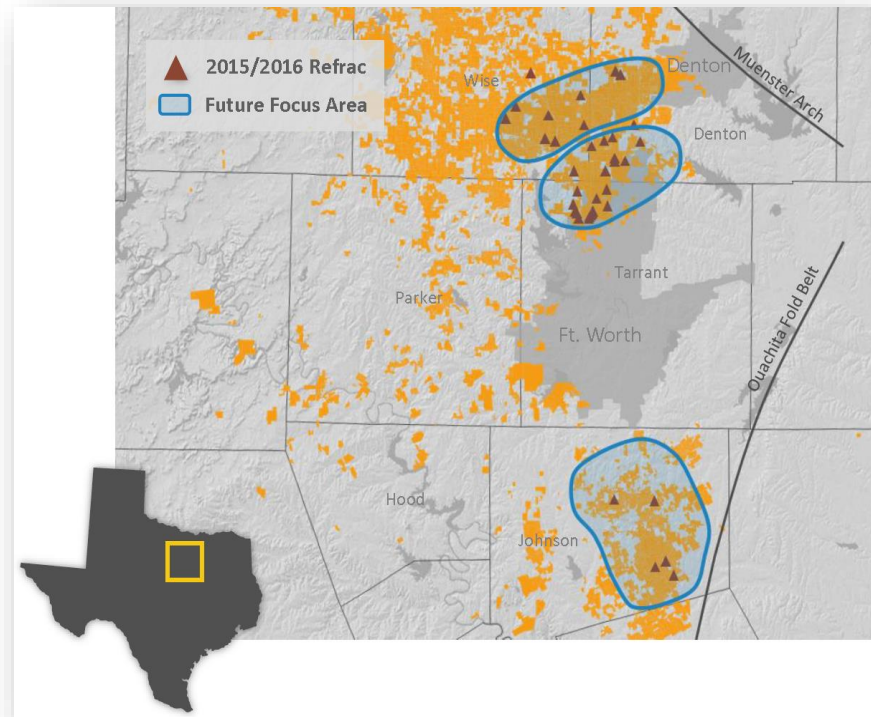 2015/2016 Refrac
Future Focus Area
Wise
Denton
Muenster Arch
Denton
Tarrant
Parker
Ft. Worth
Ouachita Fold Belt
Hood
Johnson